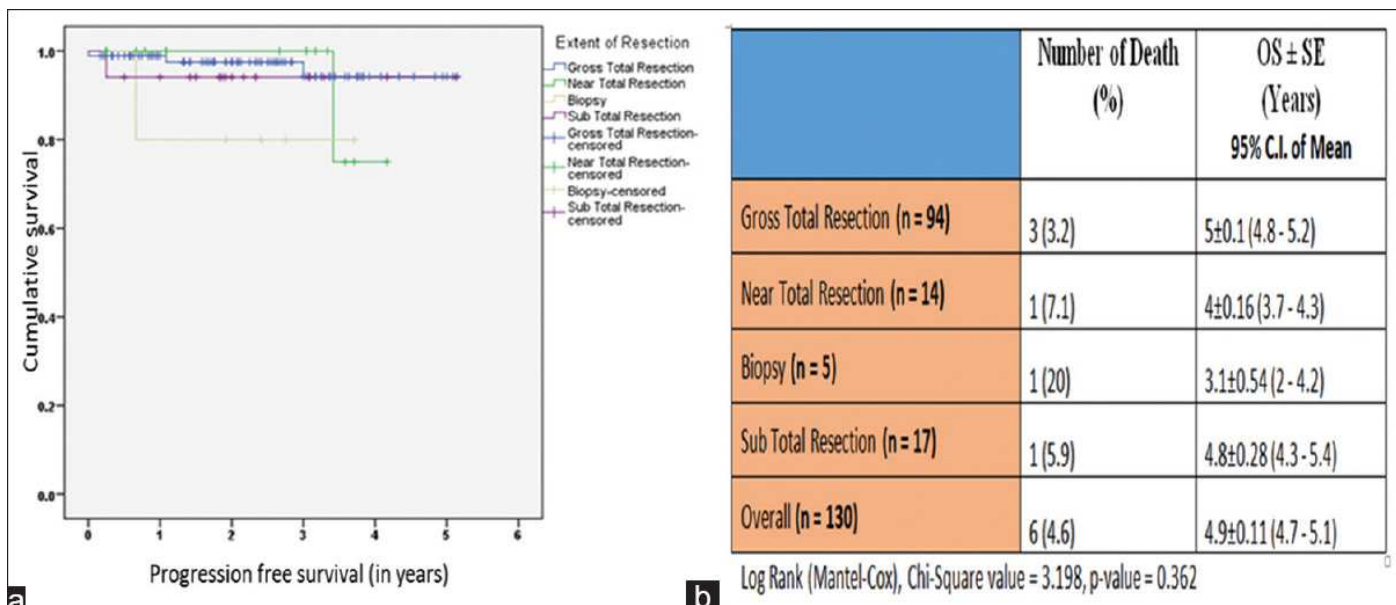 1.0
0.8
0.6
0.4
0.2
0.0
Cumulative survival
0 1 2 3 4 5 6
Progression free survival (in years)
Extent of Resection
Gross Total Resection
Near Total Resection
Biopsy
Sub Total Resection
Gross Total Resection-
censored
Near Total Resection-
censored
Biopsy-censored
Sub Total Resection-
censored
a
Number of Death
(%)
OS ± SE
(Years)
95% C.I. of Mean
Gross Total Resection (n = 94)
3 (3.2)
5±0.1 (4.8 - 5.2)
Near Total Resection (n = 14)
1 (7.1)
4±0.16 (3.7 - 4.3)
Biopsy (n = 5)
1 (20)
3.1±0.54 (2 - 4.2)
Sub Total Resection (n = 17)
1 (5.9)
4.8±0.28 (4.3 - 5.4)
Overall (n = 130)
6 (4.6)
4.9±0.11 (4.7 - 5.1)
Log Rank (Mantel-Cox), Chi-Square value = 3.198, p-value = 0.362
b